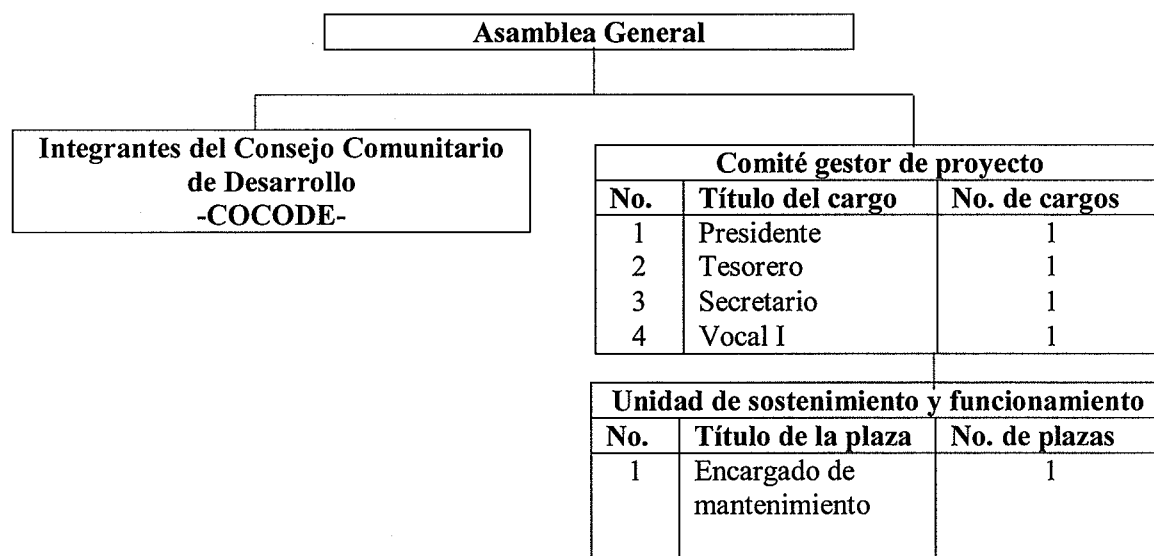 Asamblea General
Integrantes del Consejo Comunitario
de Desarrollo
-COCODE-
Comité gestor de proyecto
No. Título del cargo No. de cargos
1 Presidente 1
2 Tesorero 1
3 Secretario 1
4 Vocal I 1
Unidad de sostenimiento y funcionamiento
No. Título de la plaza No. de plazas
1 Encargado de 1
mantenimiento